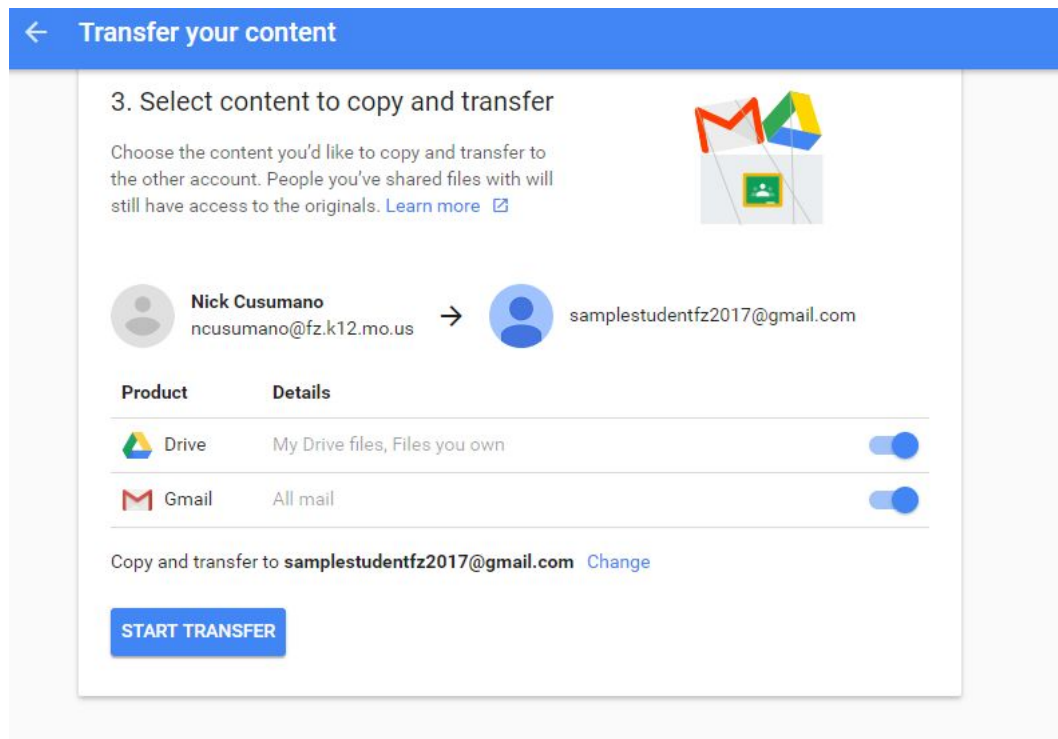 Transfer your content
3. Select content to copy and transfer
Choose the content you'd like to copy and transfer to
the other account. People you've shared files with will
still have access to the originals. Learn more
Nick Cusumano
ncusumano@fz.k12.mo.us
samplestudentfz2017@gmail.com
Product Details
Drive My Drive files, Files you own
Gmail All mail
Copy and transfer to samplestudentfz2017@gmail.com Change
START TRANSFER